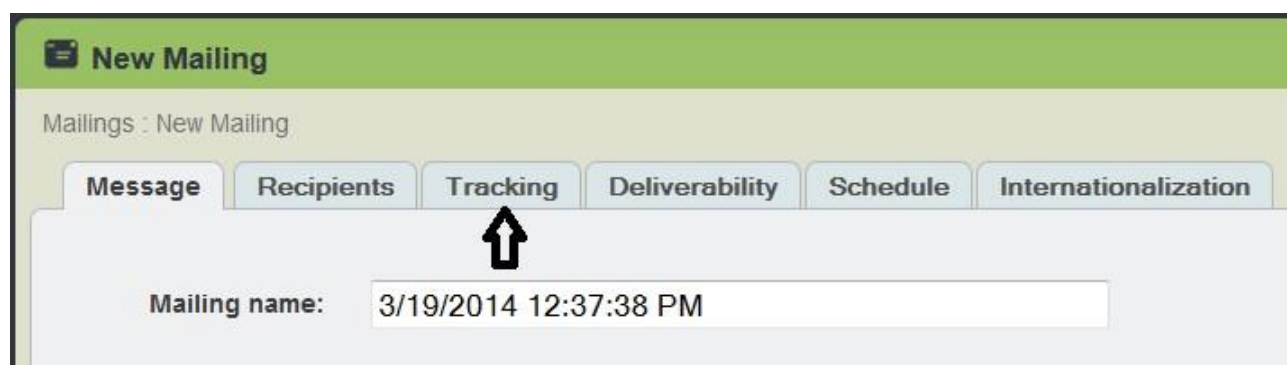 New Mailing
Mailings : New Mailing
Message Recipients Tracking Deliverability Schedule Internationalization
Mailing name: 3/19/2014 12:37:38 PM